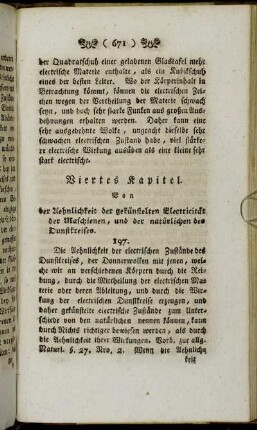 ( 671 )
der Quadratschuh einer geladenen Glastafel mehr
elektrische Materie enthalte, als ein Kubikschuh
eines der besten Leiter. Wo der Körperinhalt in
Betrachtung kömmt, können die elektrischen Zei-
chen wegen der Vertheilung der Materie schwach
seyn, und doch sehr starke Funken aus großen Aus-
dehnungen erhalten werden. Daher kann eine
sehr ausgedehnte Wolke, ungeacht dieselbe sehr
schwachen elektrischen Zustand habe, viel stärke-
re elektrische Wirkung ausüben als eine kleine sehr
stark elektrische.
Viertes Kapitel.
Von
der Aehnlichkeit der gekünstelten Electricität
der Maschienen, und der natürlichen des
Dunstkreises.
197.
Die Aehnlichkeit der electrischen Zustände des
Dunstkreises, der Donnerwolken mit jenen, wel-
che wir an verschiedenen Körpern durch die Rei-
bung, durch die Mittheilung der electrischen Ma-
terie oder deren Ableitung, und durch die Wir-
kung der electrischen Dunstkreise erzeugen, und
daher gekünstelte electrische Zustände zum Unter-
schiede von den natürlichen nennen können, kann
durch Nichts richtiger bewiesen werden, als durch
die Aehnlichkeit ihrer Wirkungen. Vorb. zur allg.
Naturl. §. 27. Nro. 2. Wenn die Aehnlich-
keit